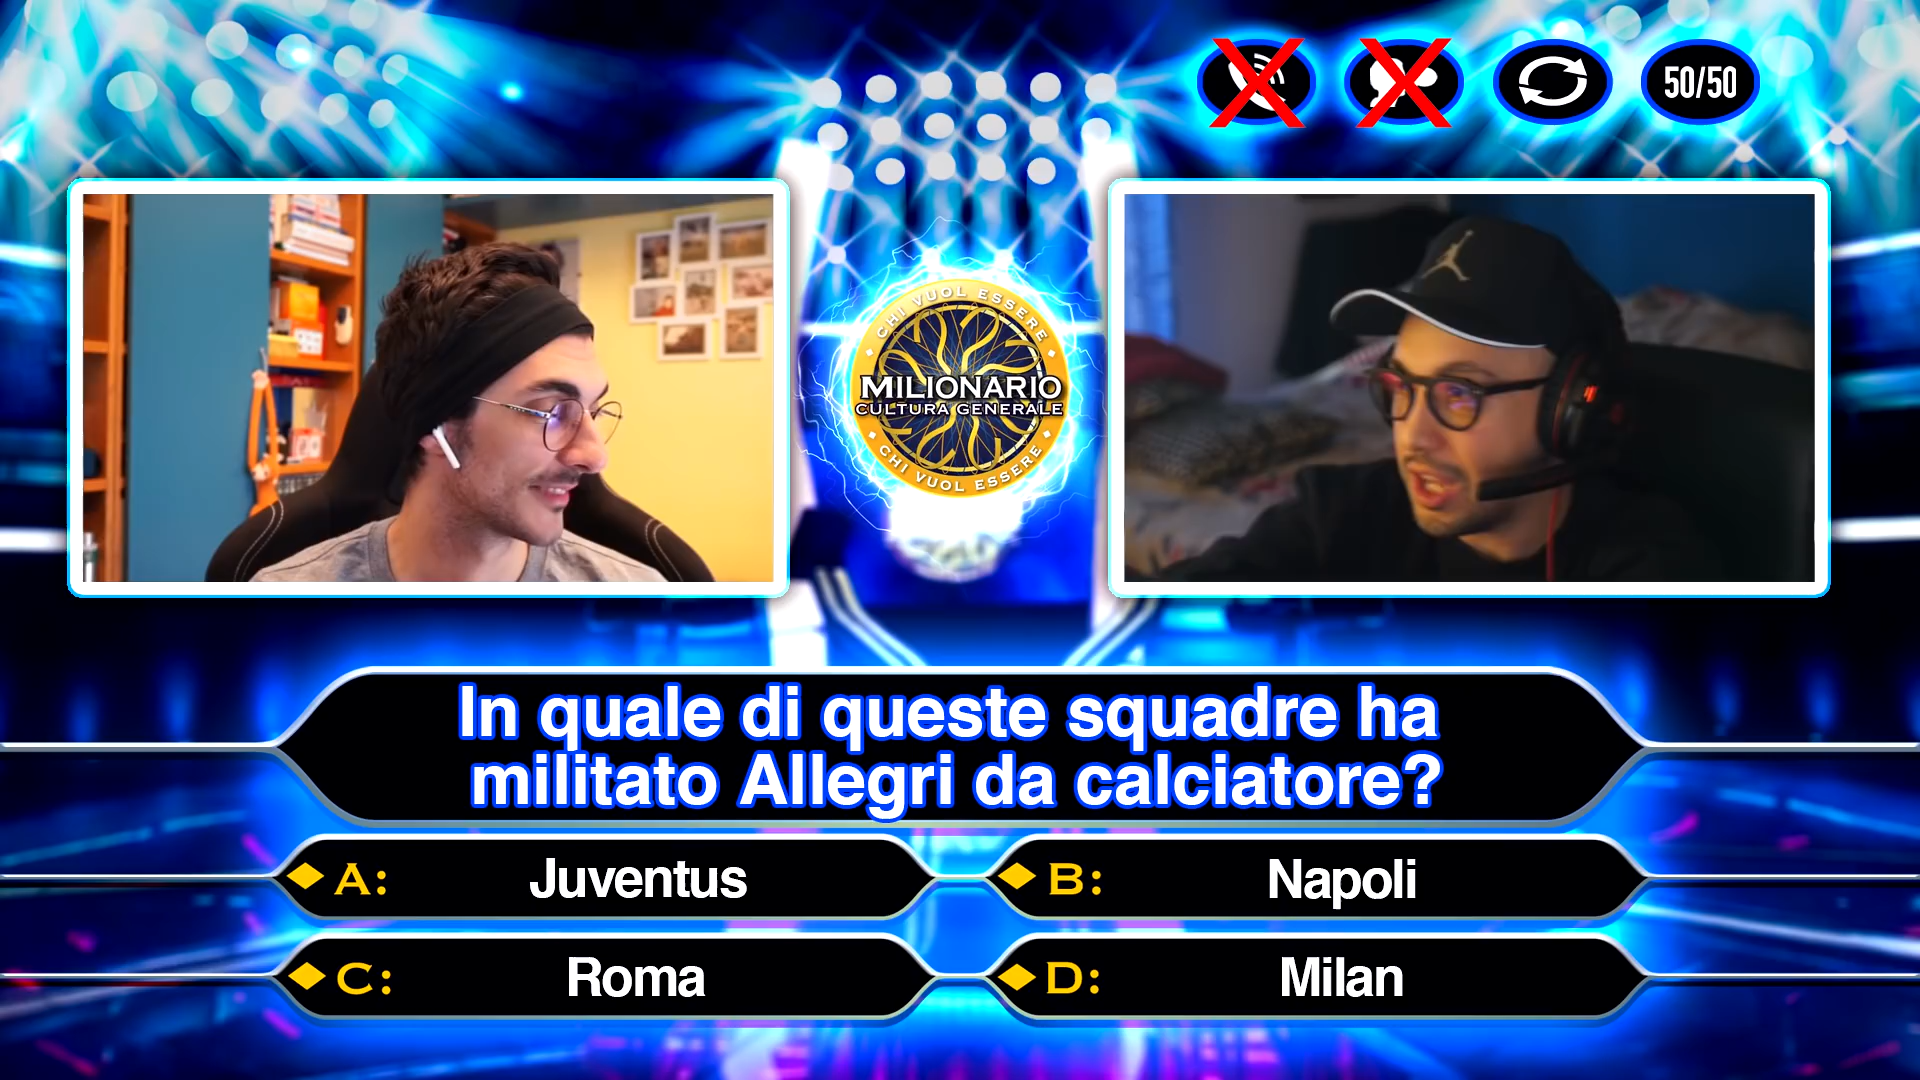 50/50
CHI VUOL ESSERE
MILIONARIO
CULTURA GENERALE
CHI VUOL ESSERE
In quale di queste squadre ha
militato Allegri da calciatore?
A: Juventus
B: Napoli
C: Roma
D: Milan